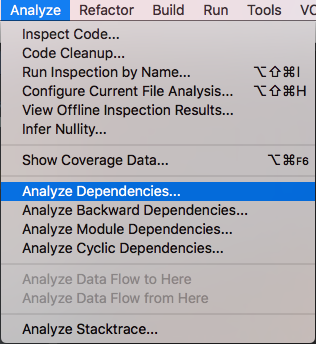 Analyze Refactor Build Run Tools VC
Inspect Code...
Code Cleanup...
Run Inspection by Name... ⌥⇧⌘I
Configure Current File Analysis... ⌥⇧⌘H
View Offline Inspection Results...
Infer Nullity...
Show Coverage Data... ⌥⌘F6
Analyze Dependencies...
Analyze Backward Dependencies...
Analyze Module Dependencies...
Analyze Cyclic Dependencies...
Analyze Data Flow to Here
Analyze Data Flow from Here
Analyze Stacktrace...